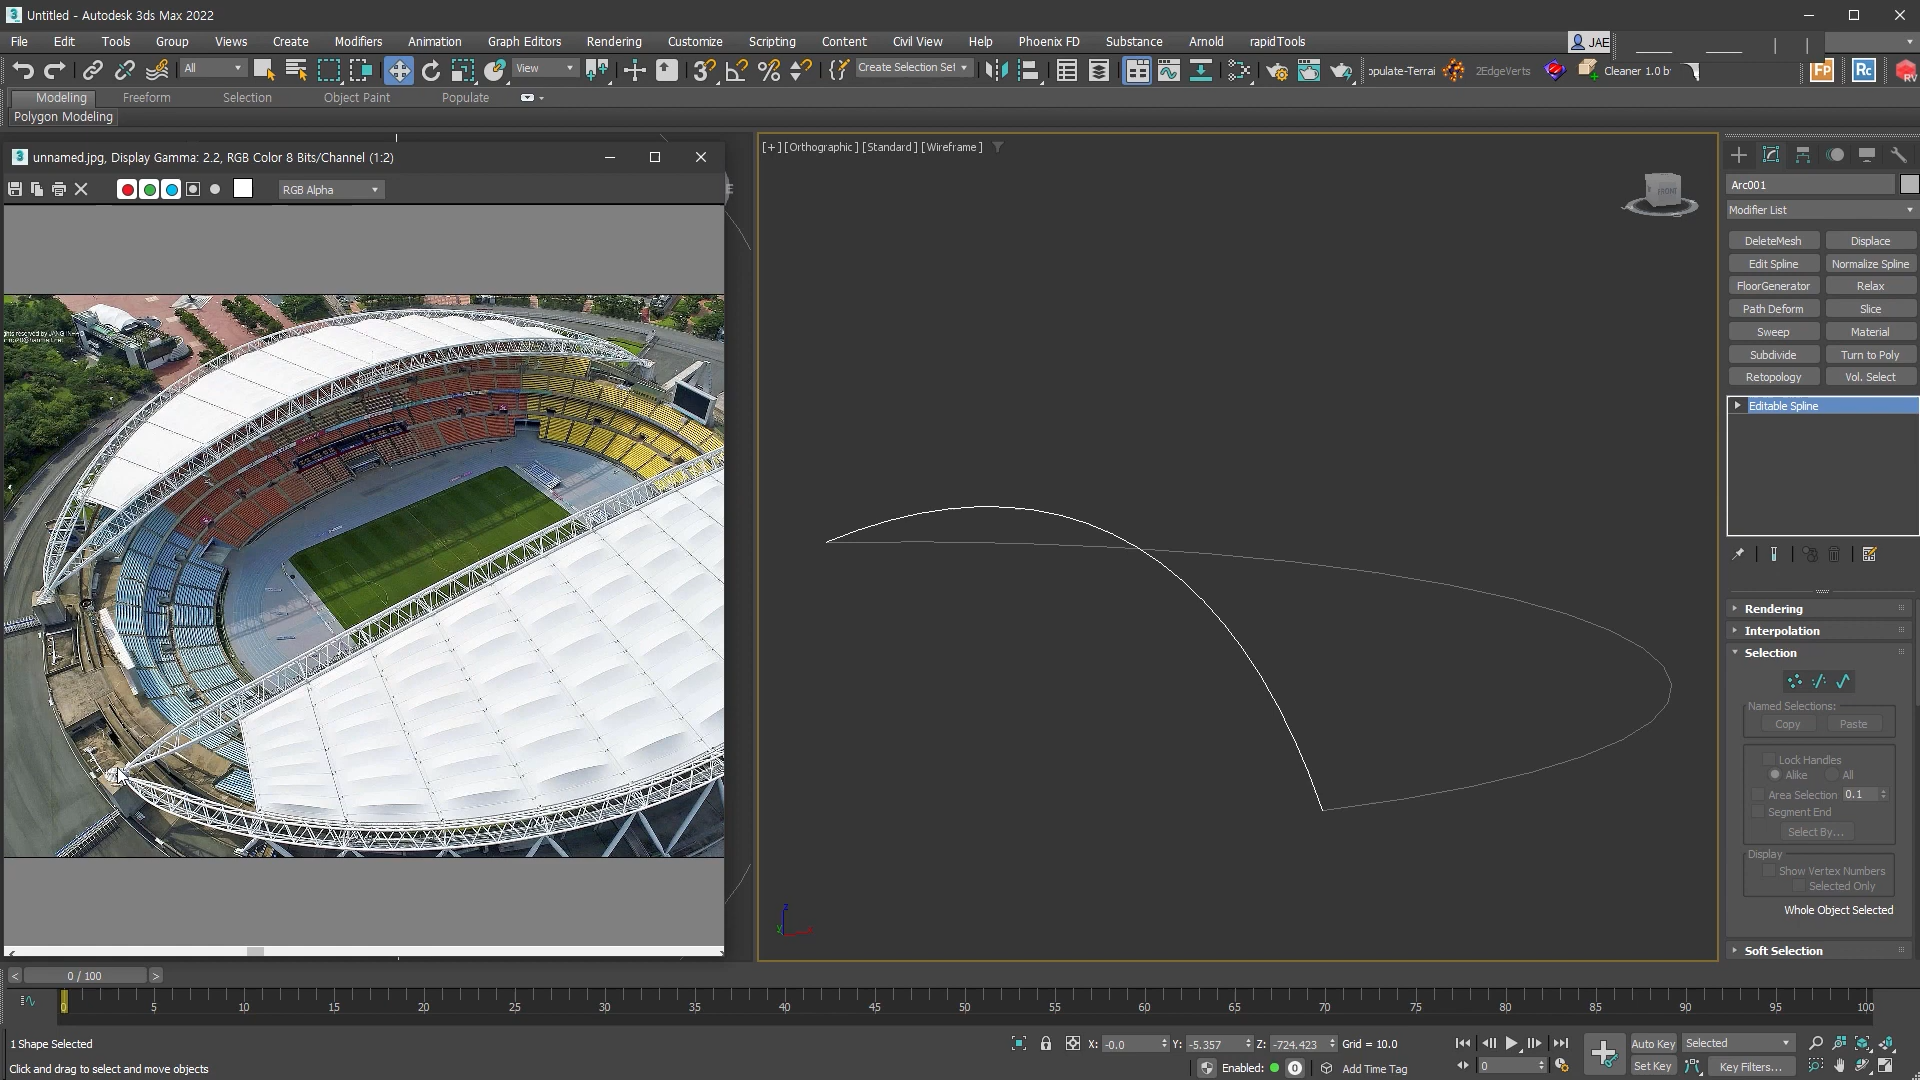 Untitled - Autodesk 3ds Max 2022
File Edit Tools Group Views Create Modifiers Animation Graph Editors Rendering Customize Scripting Content Civil View Help Phoenix FD Substance Arnold rapidTools JAE
All View Create Selection Set opulate-Terrai 2EdgeVerts Cleaner 1.0 b FP Rc RV
Modeling Freeform Selection Object Paint Populate
Polygon Modeling
unnamed.jpg, Display Gamma: 2.2, RGB Color 8 Bits/Channel (1:2)
RGB Alpha
[+] [Orthographic] [Standard] [Wireframe]
FRONT
Arc001
Modifier List
DeleteMesh Displace
Edit Spline Normalize Spline
FloorGenerator Relax
Path Deform Slice
Sweep Material
Subdivide Turn to Poly
Retopology Vol. Select
Editable Spline
Rendering
Interpolation
Selection
Named Selections:
Copy Paste
Lock Handles
Alike All
Area Selection 0.1
Segment End
Select By...
Display
Show Vertex Numbers
Selected Only
Whole Object Selected
Soft Selection
z
y
< 0 / 100 >
0 5 10 15 20 25 30 35 40 45 50 55 60 65 70 75 80 85 90 95 100
1 Shape Selected X: -0.0 Y: -5.357 Z: -724.423 Grid = 10.0 Auto Key Selected
Click and drag to select and move objects Enabled: 0 Add Time Tag 0 Set Key Key Filters...